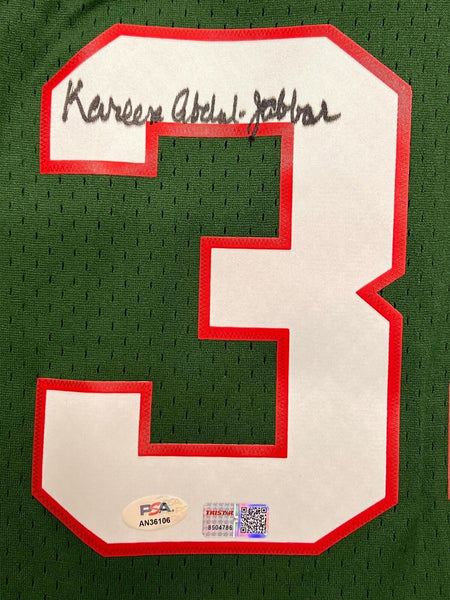 Kareem Abdul-Jabbar
3
PSA
AN36106
TRISTAR
8504786